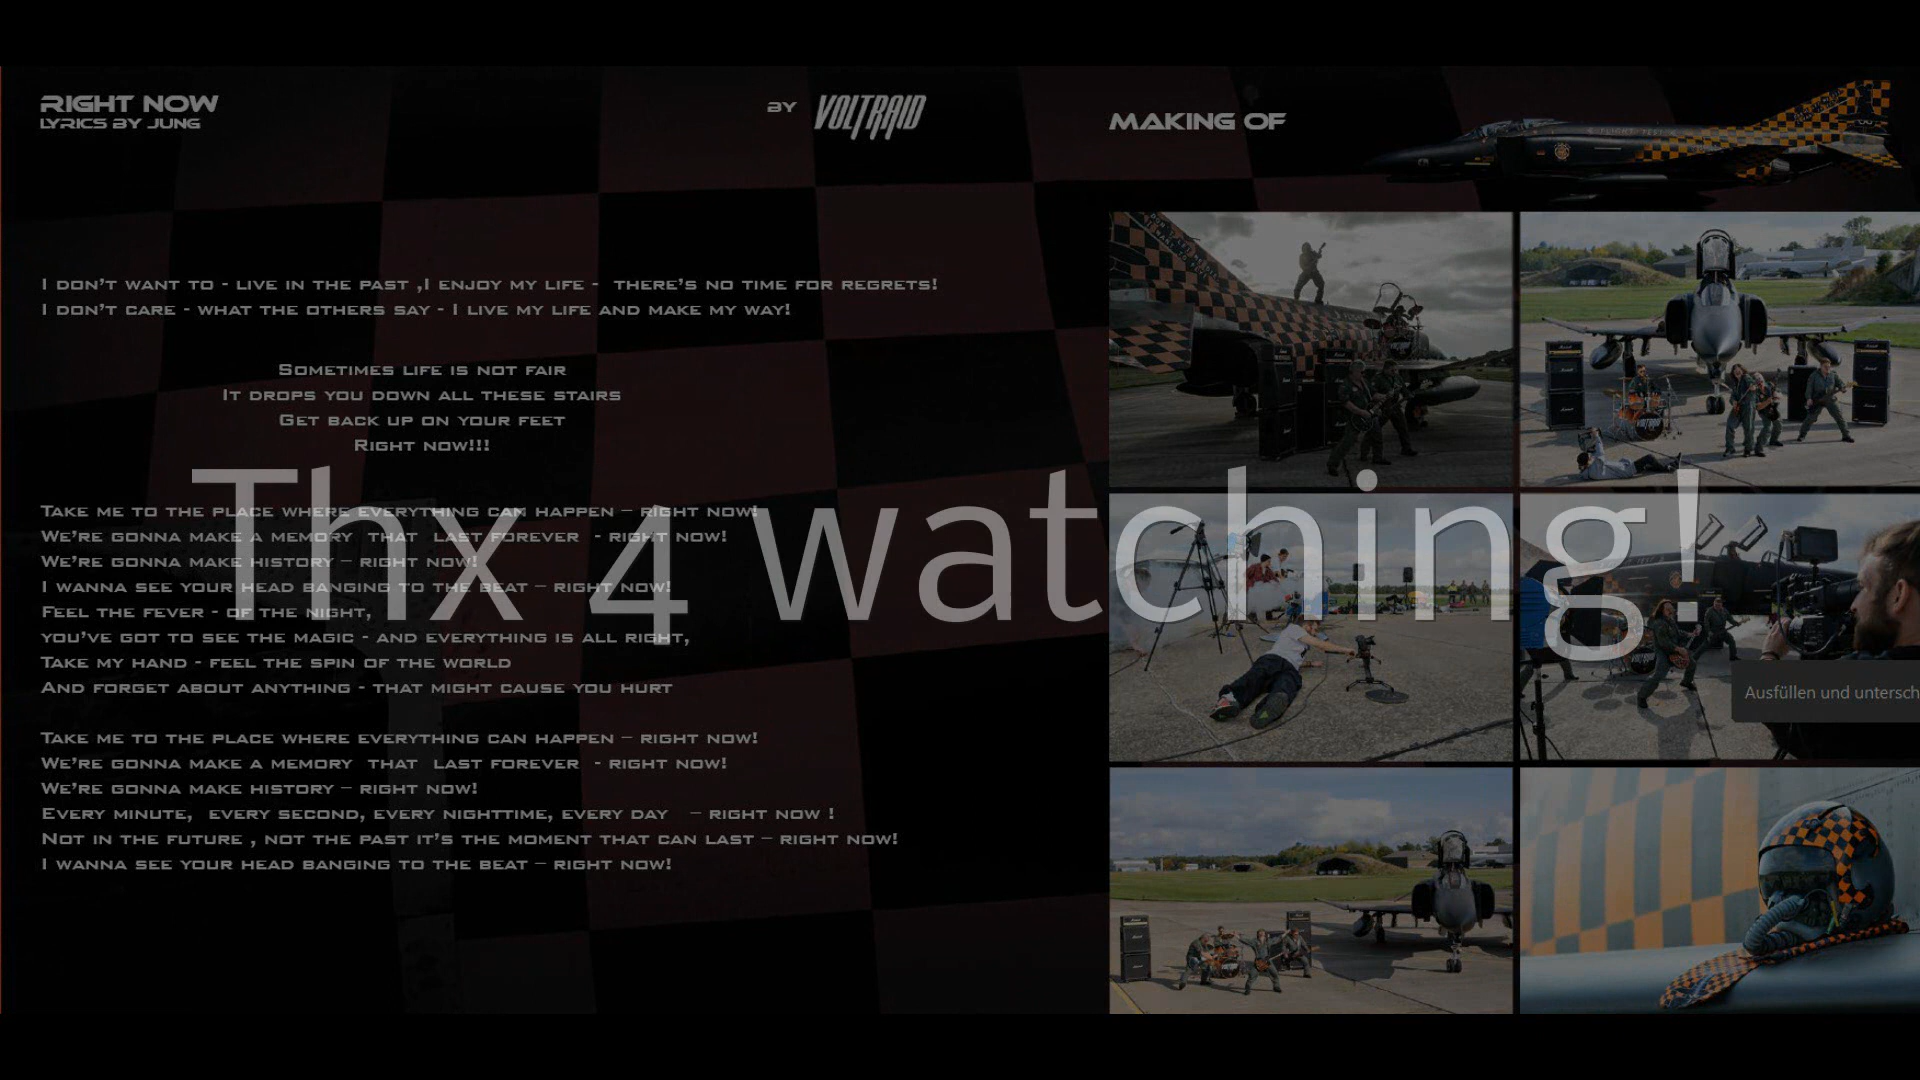 RIGHT NOW
LYRICS BY JUNG
BY VOLTRAID
MAKING OF
I DON'T WANT TO - LIVE IN THE PAST ,I ENJOY MY LIFE - THERE'S NO TIME FOR REGRETS!
I DON'T CARE - WHAT THE OTHERS SAY - I LIVE MY LIFE AND MAKE MY WAY!
SOMETIMES LIFE IS NOT FAIR
IT DROPS YOU DOWN ALL THESE STAIRS
GET BACK UP ON YOUR FEET
RIGHT NOW!!!
TAKE ME TO THE PLACE WHERE EVERYTHING CAN HAPPEN – RIGHT NOW!
WE'RE GONNA MAKE A MEMORY THAT LAST FOREVER - RIGHT NOW!
WE'RE GONNA MAKE HISTORY – RIGHT NOW!
I WANNA SEE YOUR HEAD BANGING TO THE BEAT – RIGHT NOW!
FEEL THE FEVER - OF THE NIGHT,
YOU'VE GOT TO SEE THE MAGIC - AND EVERYTHING IS ALL RIGHT,
TAKE MY HAND - FEEL THE SPIN OF THE WORLD
AND FORGET ABOUT ANYTHING - THAT MIGHT CAUSE YOU HURT
Thx 4 watching!
Ausfüllen und untersch
TAKE ME TO THE PLACE WHERE EVERYTHING CAN HAPPEN – RIGHT NOW!
WE'RE GONNA MAKE A MEMORY THAT LAST FOREVER - RIGHT NOW!
WE'RE GONNA MAKE HISTORY – RIGHT NOW!
EVERY MINUTE, EVERY SECOND, EVERY NIGHTTIME, EVERY DAY – RIGHT NOW !
NOT IN THE FUTURE , NOT THE PAST IT'S THE MOMENT THAT CAN LAST – RIGHT NOW!
I WANNA SEE YOUR HEAD BANGING TO THE BEAT – RIGHT NOW!